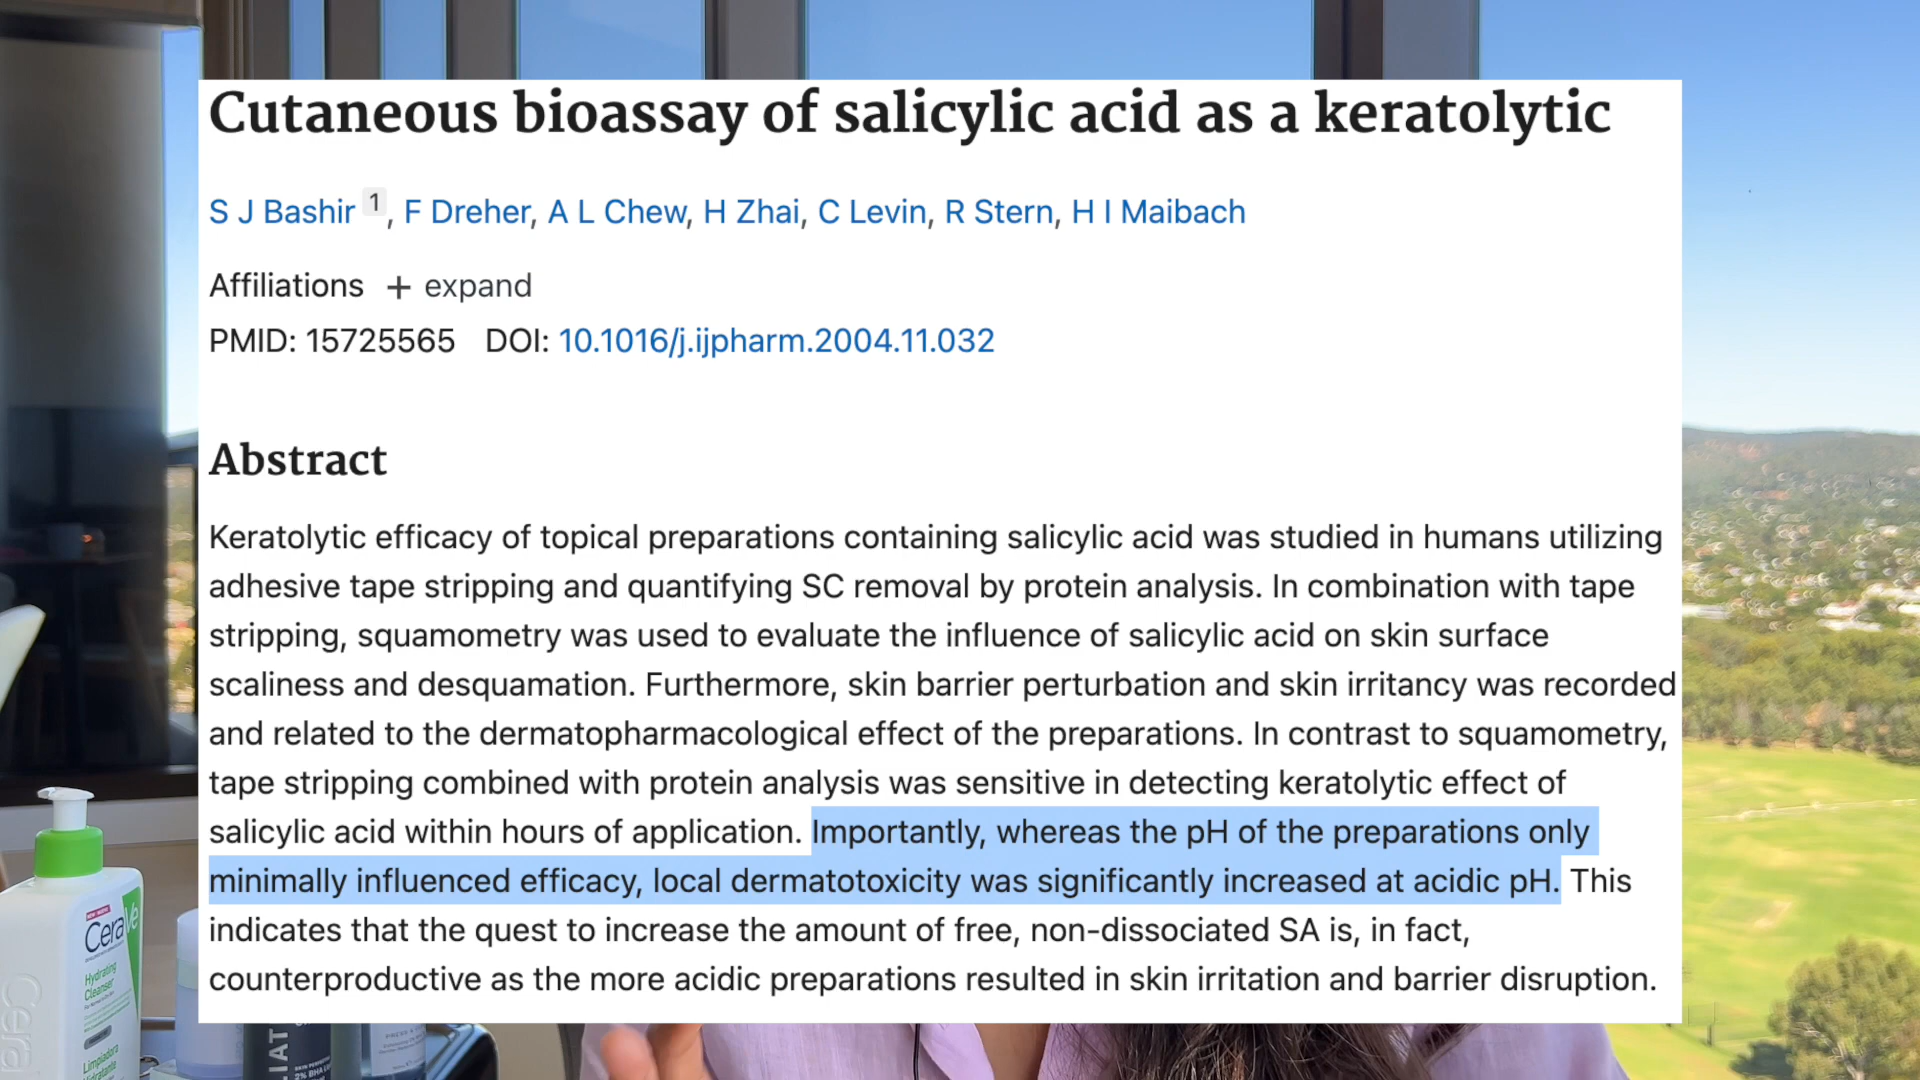 Cutaneous bioassay of salicylic acid as a keratolytic
S J Bashir 1, F Dreher, A L Chew, H Zhai, C Levin, R Stern, H I Maibach
Affiliations + expand
PMID: 15725565 DOI: 10.1016/j.ijpharm.2004.11.032
Abstract
Keratolytic efficacy of topical preparations containing salicylic acid was studied in humans utilizing
adhesive tape stripping and quantifying SC removal by protein analysis. In combination with tape
stripping, squamometry was used to evaluate the influence of salicylic acid on skin surface
scaliness and desquamation. Furthermore, skin barrier perturbation and skin irritancy was recorded
and related to the dermatopharmacological effect of the preparations. In contrast to squamometry,
tape stripping combined with protein analysis was sensitive in detecting keratolytic effect of
salicylic acid within hours of application. Importantly, whereas the pH of the preparations only
minimally influenced efficacy, local dermatotoxicity was significantly increased at acidic pH. This
indicates that the quest to increase the amount of free, non-dissociated SA is, in fact,
counterproductive as the more acidic preparations resulted in skin irritation and barrier disruption.
CeraVe
Hydrating
Cleanser
Limpiadora
Hidratante
CeraVe
LIAT
2% BHA